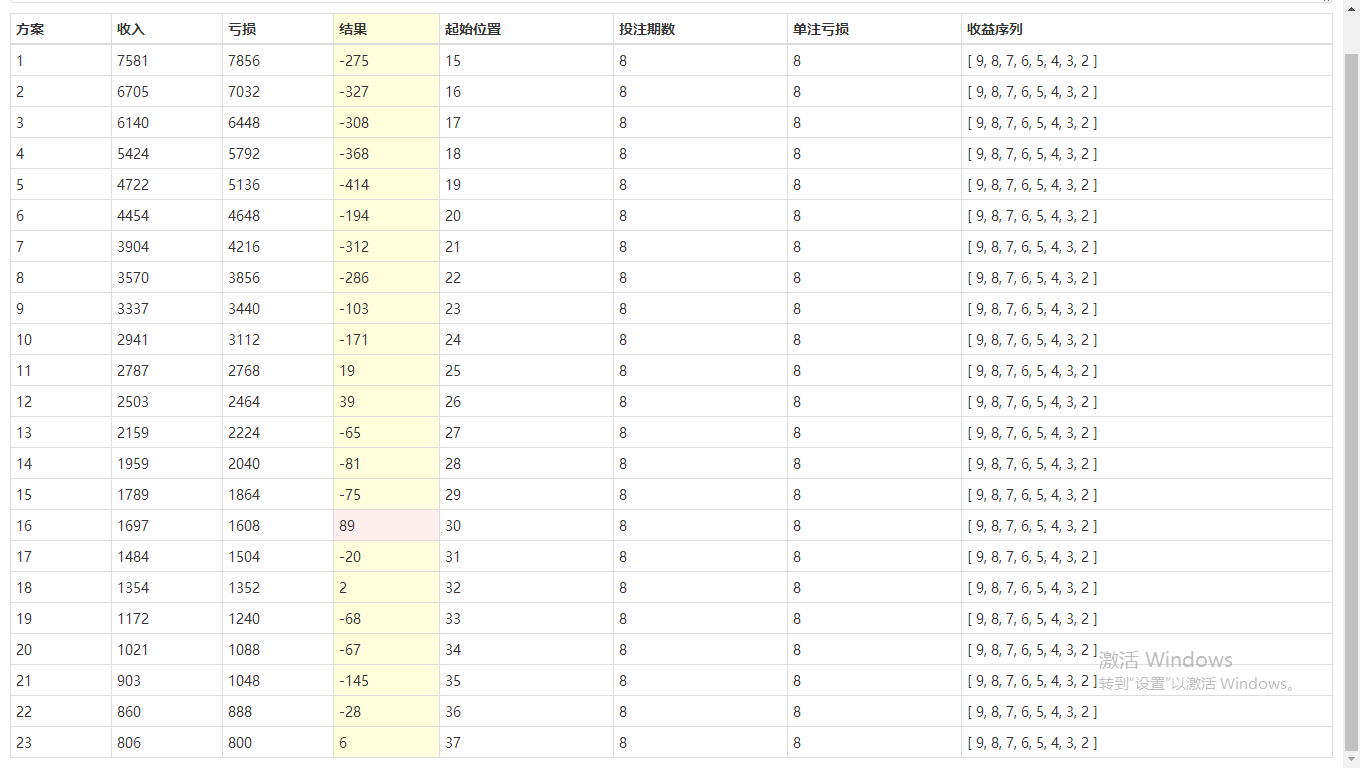 方案 收入 亏损 结果 起始位置 投注期数 单注亏损 收益序列
1 7581 7856 -275 15 8 8 [ 9, 8, 7, 6, 5, 4, 3, 2 ]
2 6705 7032 -327 16 8 8 [ 9, 8, 7, 6, 5, 4, 3, 2 ]
3 6140 6448 -308 17 8 8 [ 9, 8, 7, 6, 5, 4, 3, 2 ]
4 5424 5792 -368 18 8 8 [ 9, 8, 7, 6, 5, 4, 3, 2 ]
5 4722 5136 -414 19 8 8 [ 9, 8, 7, 6, 5, 4, 3, 2 ]
6 4454 4648 -194 20 8 8 [ 9, 8, 7, 6, 5, 4, 3, 2 ]
7 3904 4216 -312 21 8 8 [ 9, 8, 7, 6, 5, 4, 3, 2 ]
8 3570 3856 -286 22 8 8 [ 9, 8, 7, 6, 5, 4, 3, 2 ]
9 3337 3440 -103 23 8 8 [ 9, 8, 7, 6, 5, 4, 3, 2 ]
10 2941 3112 -171 24 8 8 [ 9, 8, 7, 6, 5, 4, 3, 2 ]
11 2787 2768 19 25 8 8 [ 9, 8, 7, 6, 5, 4, 3, 2 ]
12 2503 2464 39 26 8 8 [ 9, 8, 7, 6, 5, 4, 3, 2 ]
13 2159 2224 -65 27 8 8 [ 9, 8, 7, 6, 5, 4, 3, 2 ]
14 1959 2040 -81 28 8 8 [ 9, 8, 7, 6, 5, 4, 3, 2 ]
15 1789 1864 -75 29 8 8 [ 9, 8, 7, 6, 5, 4, 3, 2 ]
16 1697 1608 89 30 8 8 [ 9, 8, 7, 6, 5, 4, 3, 2 ]
17 1484 1504 -20 31 8 8 [ 9, 8, 7, 6, 5, 4, 3, 2 ]
18 1354 1352 2 32 8 8 [ 9, 8, 7, 6, 5, 4, 3, 2 ]
19 1172 1240 -68 33 8 8 [ 9, 8, 7, 6, 5, 4, 3, 2 ]
20 1021 1088 -67 34 8 8 [ 9, 8, 7, 6, 5, 4, 3, 2 ]
激活 Windows
21 903 1048 -145 35 8 8 [ 9, 8, 7, 6, 5, 4, 3, 2 ]
转到“设置”以激活 Windows。
22 860 888 -28 36 8 8 [ 9, 8, 7, 6, 5, 4, 3, 2 ]
23 806 800 6 37 8 8 [ 9, 8, 7, 6, 5, 4, 3, 2 ]